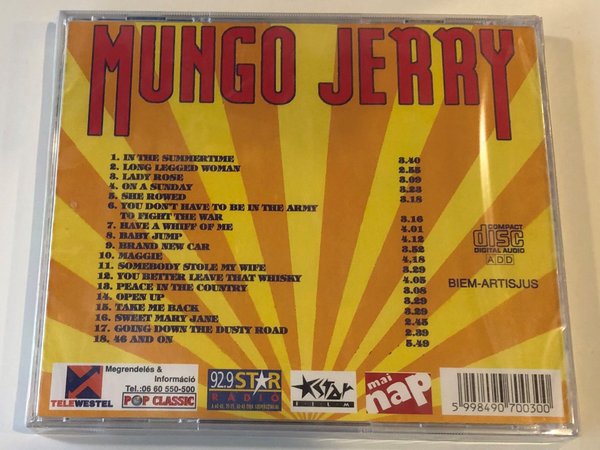 MUNGO JERRY
1. IN THE SUMMERTIME 3.40
2. LONG LEGGED WOMAN 2.55
3. LADY ROSE 3.09
4. ON A SUNDAY 3.23
5. SHE ROWED 3.18
6. YOU DON'T HAVE TO BE IN THE ARMY
TO FIGHT THE WAR 3.16
7. HAVE A WHIFF OF ME 4.01
8. BABY JUMP 4.12
9. BRAND NEW CAR 3.52
10. MAGGIE 4.18
11. SOMEBODY STOLE MY WIFE 3.29
12. YOU BETTER LEAVE THAT WHISKY 4.05
13. PEACE IN THE COUNTRY 3.08
14. OPEN UP 3.29
15. TAKE ME BACK 3.29
16. SWEET MARY JANE 2.45
17. GOING DOWN THE DUSTY ROAD 2.39
18. 46 AND ON 5.49
COMPACT
disc
DIGITAL AUDIO
ADD
BIEM-ARTISJUS
TELEWESTEL
Megrendelés &
információ
Tel.:06 60 550-500
POP CLASSIC
92.9 STAR
RADIO
STAR
FILM
mai
nap
5 998490 700300